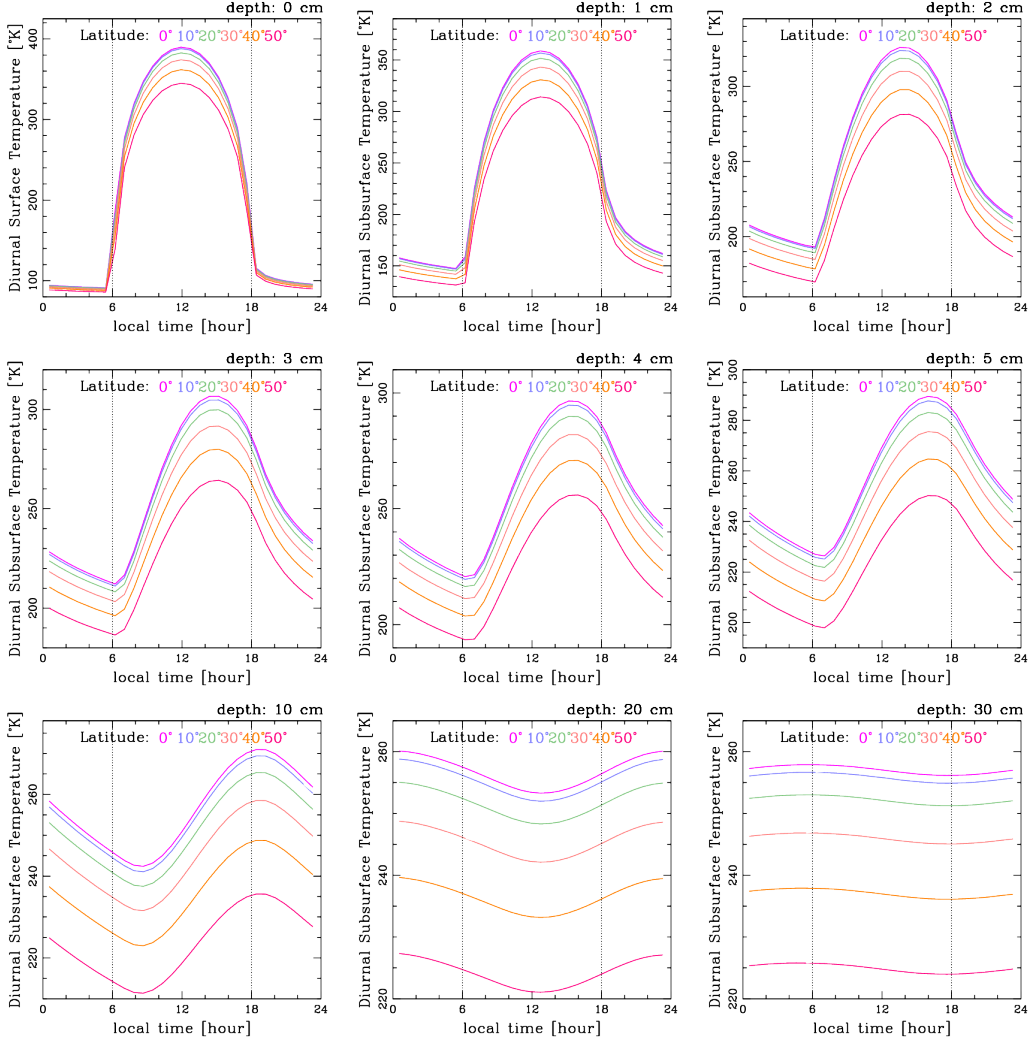 depth: 0 cm
Diurnal Surface Temperature [°K]
Latitude: 0° 10° 20° 30° 40° 50°
400
300
200
100
0 6 12 18 24
local time [hour]
depth: 1 cm
Diurnal Subsurface Temperature [°K]
Latitude: 0° 10° 20° 30° 40° 50°
350
300
250
200
150
0 6 12 18 24
local time [hour]
depth: 2 cm
Diurnal Subsurface Temperature [°K]
Latitude: 0° 10° 20° 30° 40° 50°
300
250
200
0 6 12 18 24
local time [hour]
depth: 3 cm
Diurnal Subsurface Temperature [°K]
Latitude: 0° 10° 20° 30° 40° 50°
300
250
200
0 6 12 18 24
local time [hour]
depth: 4 cm
Diurnal Subsurface Temperature [°K]
Latitude: 0° 10° 20° 30° 40° 50°
300
250
200
0 6 12 18 24
local time [hour]
depth: 5 cm
Diurnal Subsurface Temperature [°K]
Latitude: 0° 10° 20° 30° 40° 50°
300
290
280
270
260
250
240
230
220
210
200
190
0 6 12 18 24
local time [hour]
depth: 10 cm
Diurnal Subsurface Temperature [°K]
Latitude: 0° 10° 20° 30° 40° 50°
260
240
220
0 6 12 18 24
local time [hour]
depth: 20 cm
Diurnal Subsurface Temperature [°K]
Latitude: 0° 10° 20° 30° 40° 50°
260
240
220
0 6 12 18 24
local time [hour]
depth: 30 cm
Diurnal Subsurface Temperature [°K]
Latitude: 0° 10° 20° 30° 40° 50°
260
240
220
0 6 12 18 24
local time [hour]